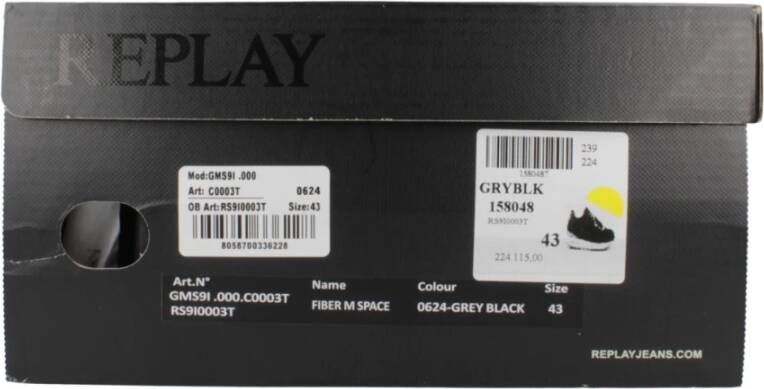 REPLAY
Mod:GMS9I .000
Art: C0003T 0624
OB Art:RS9I0003T Size:43
8058700336228
239
224
1580487
GRYBLK
158048
RS9I0003T
43
224.115,00
Art.N° Name Colour Size
GMS9I .000.C0003T FIBER M SPACE 0624-GREY BLACK 43
RS9I0003T
REPLAYJEANS.COM